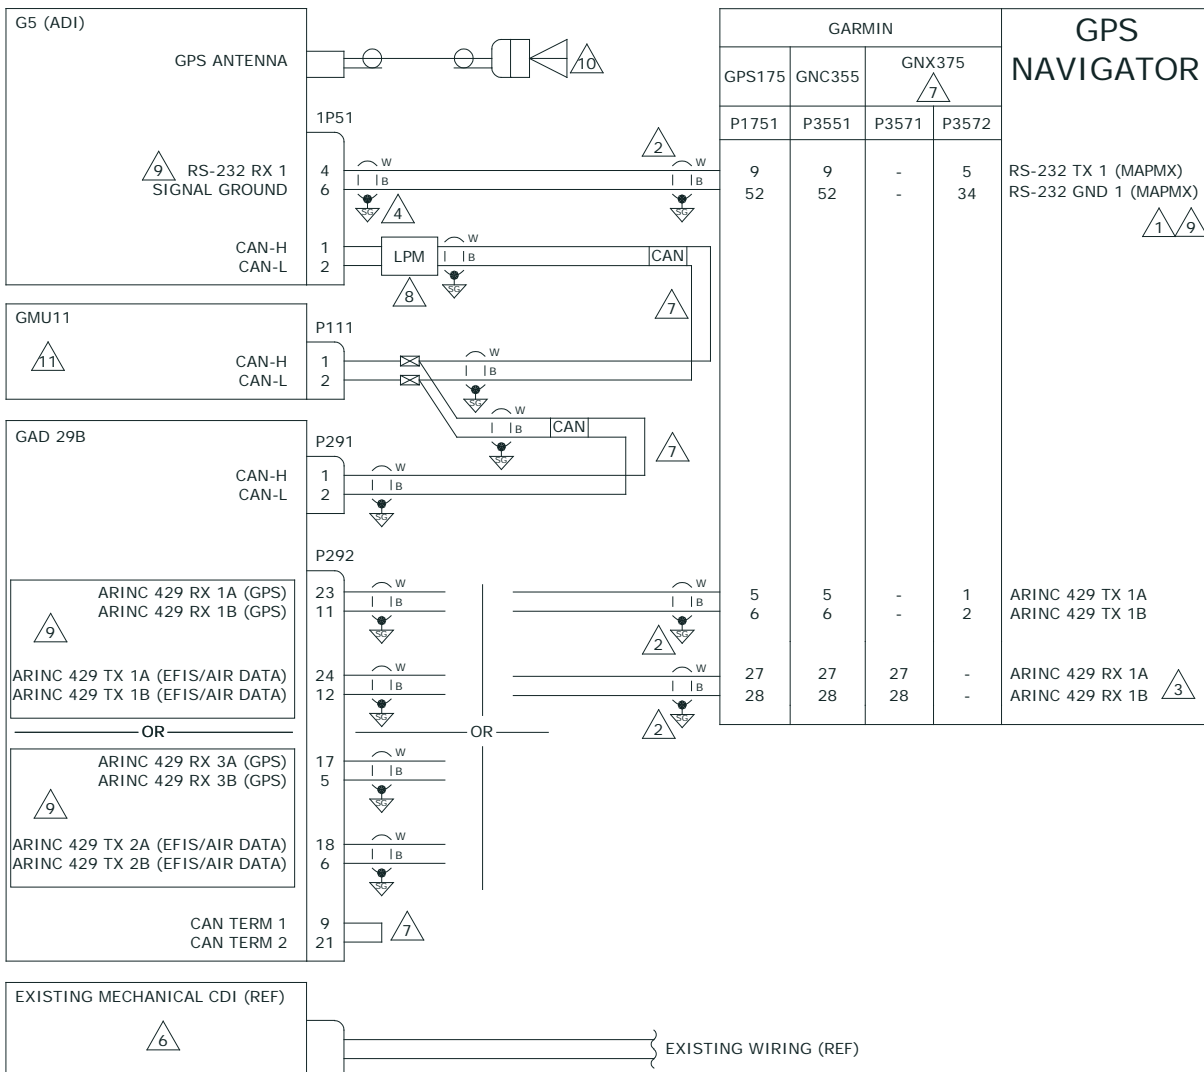 G5 (ADI)
GPS ANTENNA
10
1P51
9 RS-232 RX 1 4 W B 2
SIGNAL GROUND 6 SG 4 SG W B
CAN-H 1 LPM W CAN
CAN-L 2 B
8 SG 7
GMU11
P111
11
CAN-H 1 W
CAN-L 2 B
SG
W
B CAN
SG 7
GAD 29B
P291
CAN-H 1 W
CAN-L 2 B
SG
P292
ARINC 429 RX 1A (GPS) 23 W W
ARINC 429 RX 1B (GPS) 11 B B
9 SG 2 SG
ARINC 429 TX 1A (EFIS/AIR DATA) 24 W W
ARINC 429 TX 1B (EFIS/AIR DATA) 12 B B
SG 2 SG
OR OR
ARINC 429 RX 3A (GPS) 17 W
ARINC 429 RX 3B (GPS) 5 B
9 SG
ARINC 429 TX 2A (EFIS/AIR DATA) 18 W
ARINC 429 TX 2B (EFIS/AIR DATA) 6 B
SG
CAN TERM 1 9
CAN TERM 2 21
7
EXISTING MECHANICAL CDI (REF)
6
EXISTING WIRING (REF)
GARMIN
GPS
NAVIGATOR
GPS175 GNC355 GNX375
7
P1751 P3551 P3571 P3572
9 9 - 5 RS-232 TX 1 (MAPMX)
52 52 - 34 RS-232 GND 1 (MAPMX)
1 9
5 5 - 1 ARINC 429 TX 1A
6 6 - 2 ARINC 429 TX 1B
27 27 27 - ARINC 429 RX 1A
28 28 28 - ARINC 429 RX 1B
3